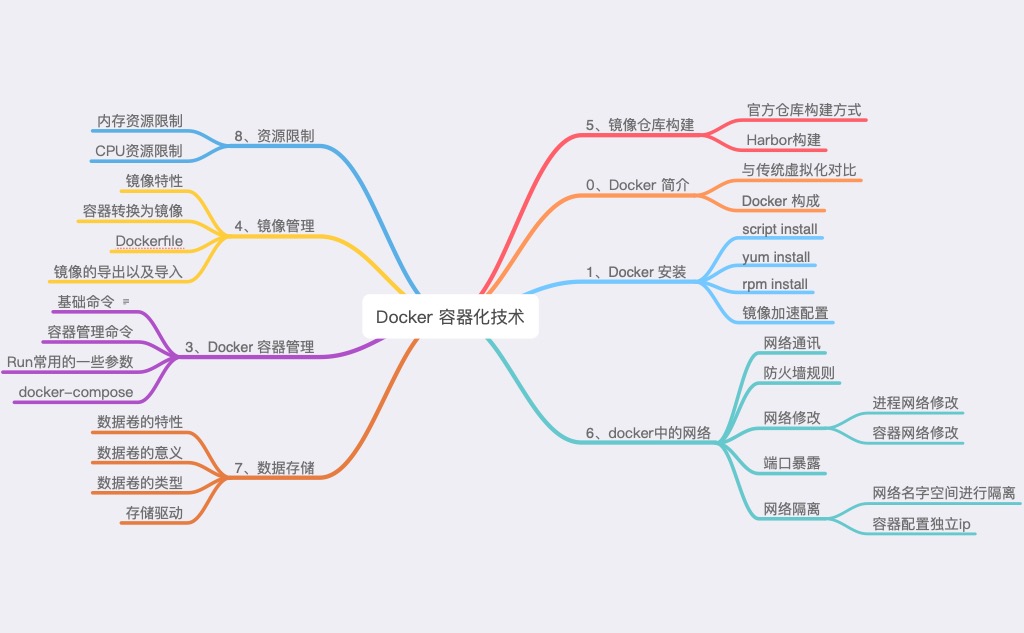 Docker 容器化技术
5、镜像仓库构建
官方仓库构建方式
Harbor构建
0、Docker 简介
与传统虚拟化对比
Docker 构成
1、Docker 安装
script install
yum install
rpm install
镜像加速配置
6、docker中的网络
网络通讯
防火墙规则
网络修改
进程网络修改
容器网络修改
端口暴露
网络隔离
网络名字空间进行隔离
容器配置独立ip
8、资源限制
内存资源限制
CPU资源限制
4、镜像管理
镜像特性
容器转换为镜像
Dockerfile
镜像的导出以及导入
3、Docker 容器管理
基础命令
容器管理命令
Run常用的一些参数
docker-compose
7、数据存储
数据卷的特性
数据卷的意义
数据卷的类型
存储驱动